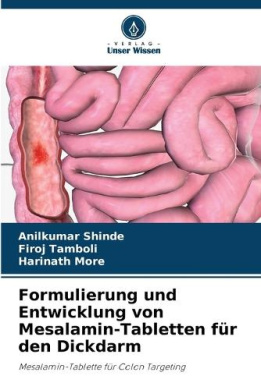 VERLAG
Unser Wissen
Anilkumar Shinde
Firoj Tamboli
Harinath More
Formulierung und
Entwicklung von
Mesalamin-Tabletten für
den Dickdarm
Mesalamin-Tablette für Colon Targeting